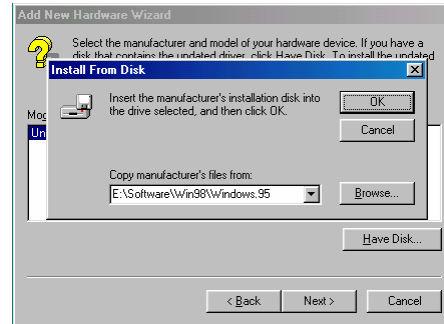 Add New Hardware Wizard
Select the manufacturer and model of your hardware device. If you have a
disk that contains the updated driver, click Have Disk. To install the updated
Install From Disk
Insert the manufacturer's installation disk into
the drive selected, and then click OK.
OK
Cancel
Copy manufacturer's files from:
E:\Software\Win98\Windows.95
Browse...
Have Disk...
< Back
Next >
Cancel